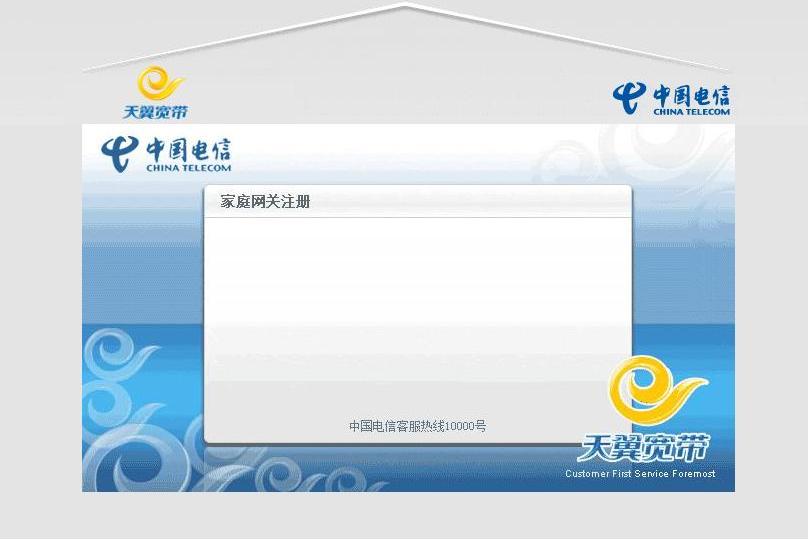 天翼宽带
中国电信
CHINA TELECOM
中国电信
CHINA TELECOM
家庭网关注册
中国电信客服热线10000号
天翼宽带
Customer First Service Foremost